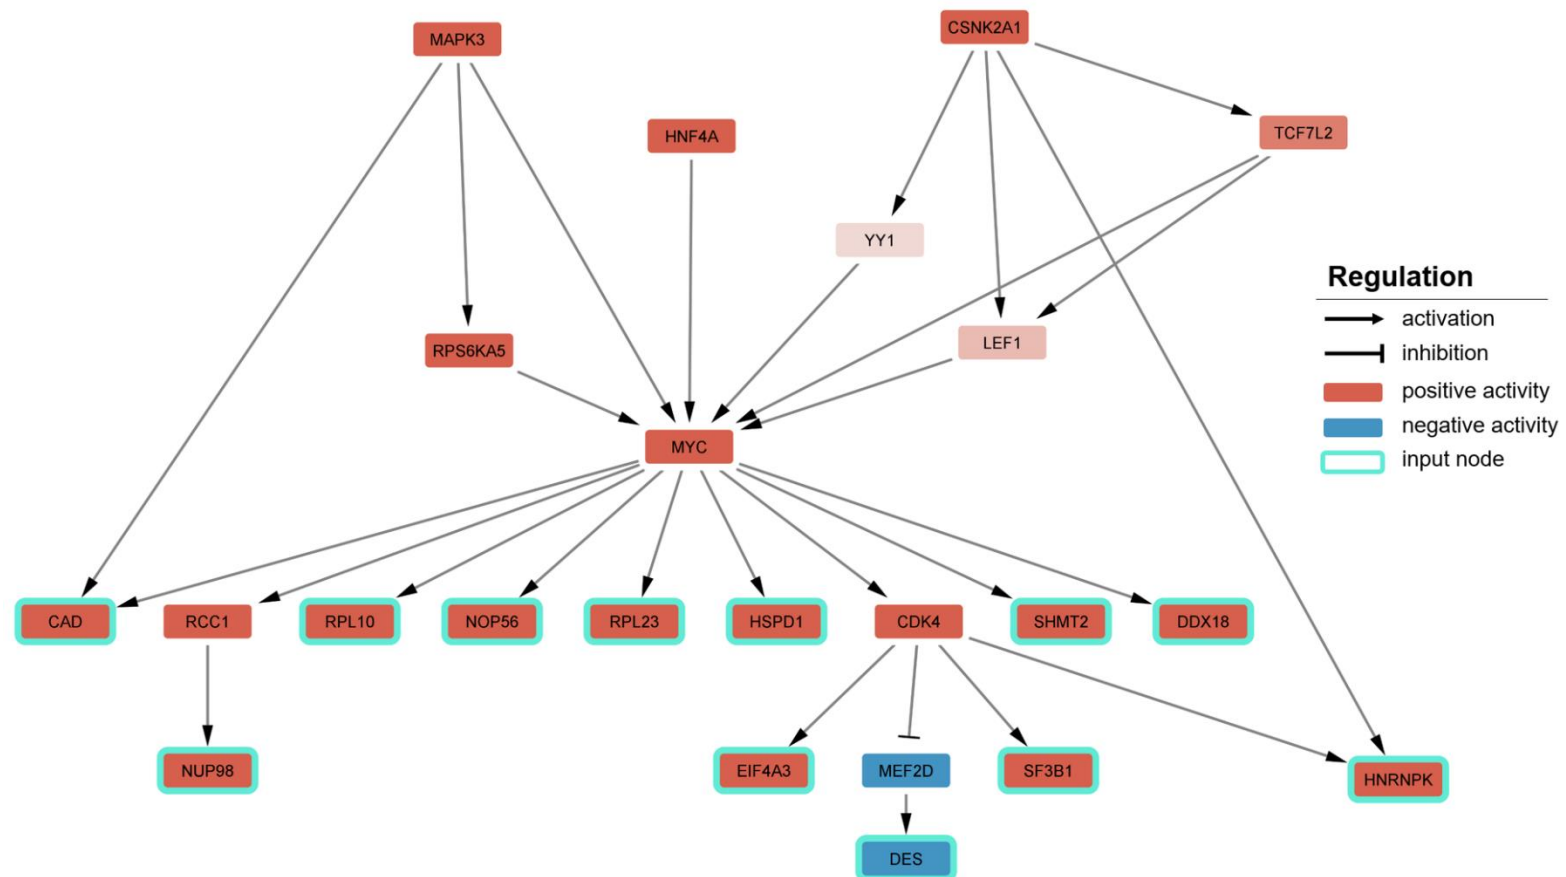 CSNK2A1
MAPK3
TCF7L2
HNF4A
YY1
LEF1
RPS6KA5
MYC
Regulation
activation
inhibition
positive activity
negative activity
input node
CAD
RCC1
RPL10
NOP56
RPL23
HSPD1
CDK4
SHMT2
DDX18
NUP98
EIF4A3
MEF2D
SF3B1
HNRNPK
DES